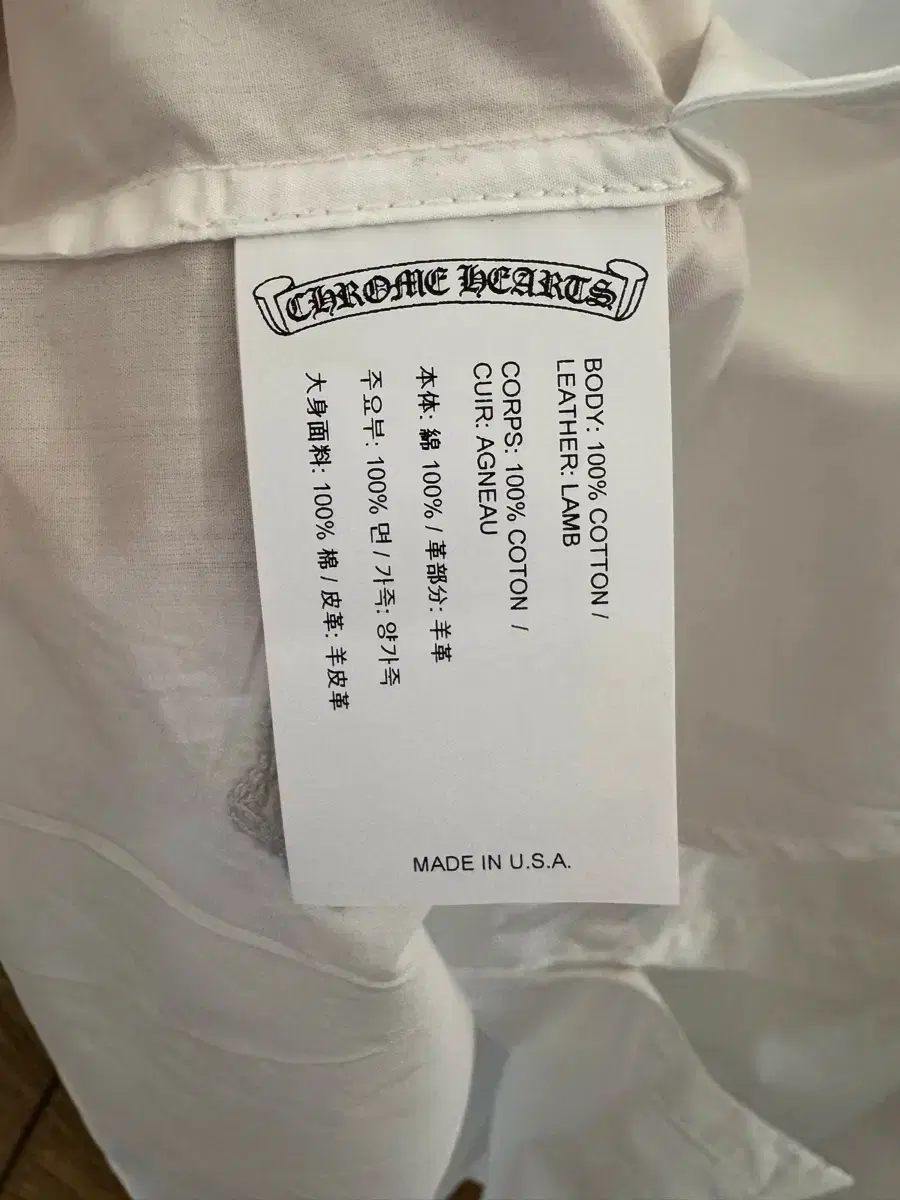 CHROME HEARTS
BODY: 100% COTTON /
LEATHER: LAMB
CORPS: 100% COTON /
CUIR: AGNEAU
本体: 綿 100% / 革部分: 羊革
주요부: 100% 면 / 가죽: 양가죽
大身面料: 100% 棉 / 皮革: 羊皮革
MADE IN U.S.A.